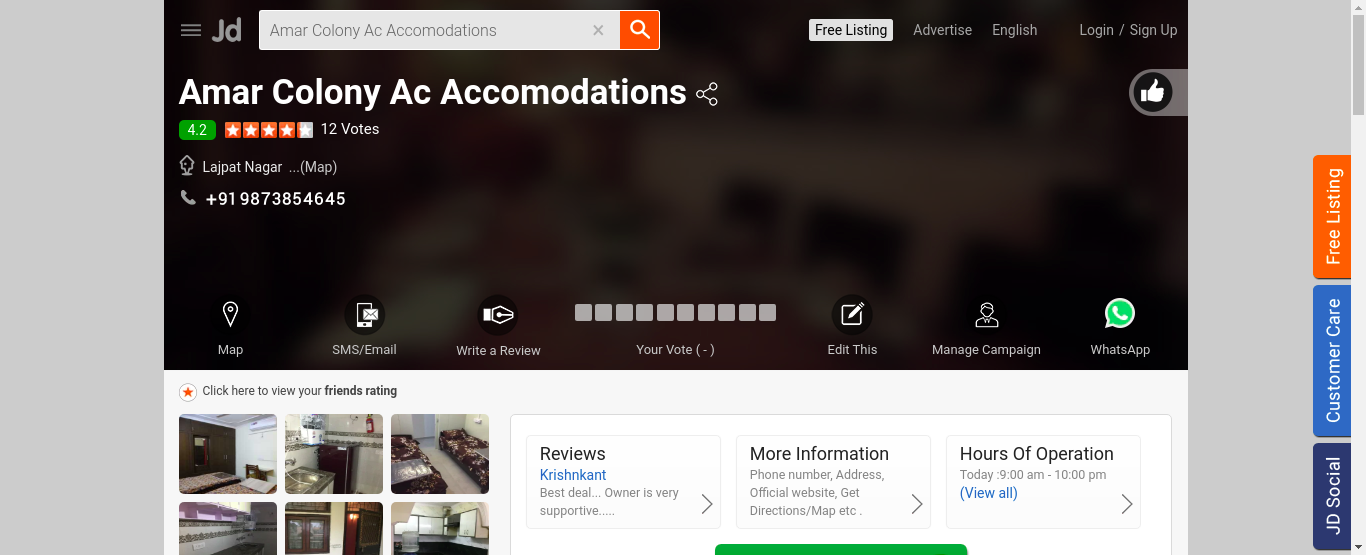 Jd
Amar Colony Ac Accomodations
Free Listing
Advertise
English
Login / Sign Up
Amar Colony Ac Accomodations
4.2
12 Votes
Lajpat Nagar ...(Map)
+919873854645
Map
SMS/Email
Write a Review
Your Vote ( - )
Edit This
Manage Campaign
WhatsApp
Click here to view your friends rating
Reviews
Krishnkant
Best deal... Owner is very
supportive.....
More Information
Phone number, Address,
Official website, Get
Directions/Map etc .
Hours Of Operation
Today :9:00 am - 10:00 pm
(View all)
Free Listing
Customer Care
JD Social